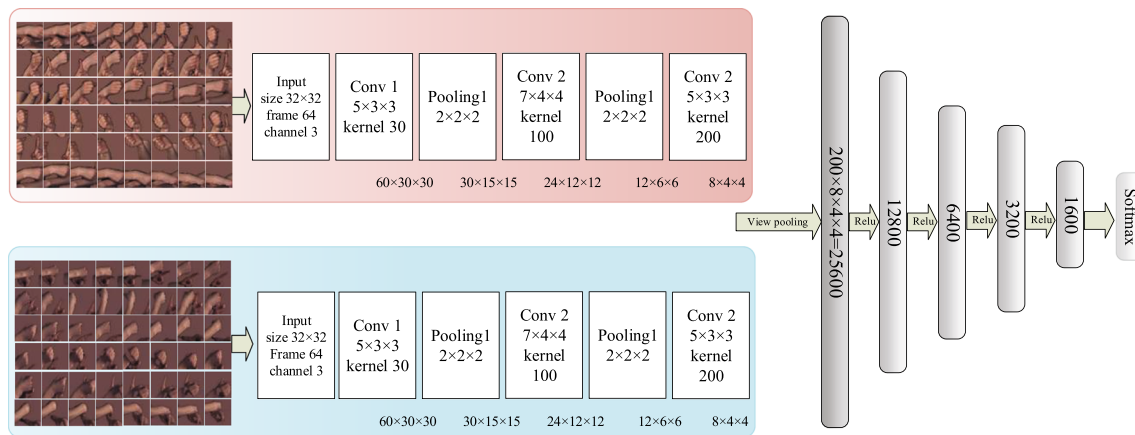 Input
size 32×32
frame 64
channel 3
Conv 1
5×3×3
kernel 30
Pooling1
2×2×2
Conv 2
7×4×4
kernel
100
Pooling1
2×2×2
Conv 2
5×3×3
kernel
200
60×30×30
30×15×15
24×12×12
12×6×6
8×4×4
Input
size 32×32
Frame 64
channel 3
Conv 1
5×3×3
kernel 30
Pooling1
2×2×2
Conv 2
7×4×4
kernel
100
Pooling1
2×2×2
Conv 2
5×3×3
kernel
200
60×30×30
30×15×15
24×12×12
12×6×6
8×4×4
View pooling
200×8×4×4=25600
Relu
12800
Relu
6400
Relu
3200
Relu
1600
Softmax